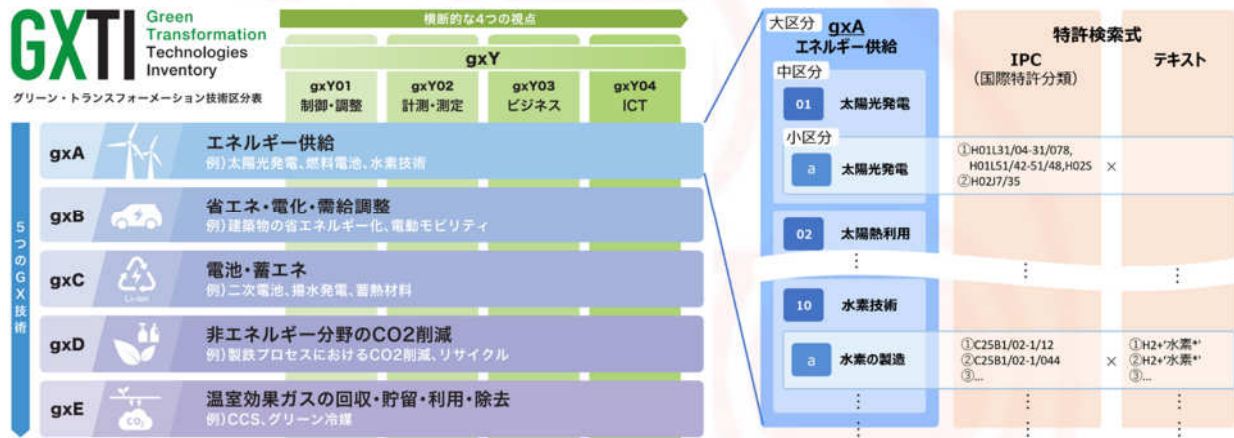 GXTI
Green
Transformation
Technologies
Inventory
グリーン・トランスフォーメーション技術区分表
横断的な4つの視点
gxY
gxY01
制御・調整
gxY02
計測・測定
gxY03
ビジネス
gxY04
ICT
5つのGX技術
gxA
エネルギー供給
例)太陽光発電、燃料電池、水素技術
gxB
省エネ・電化・需給調整
例)建築物の省エネルギー化、電動モビリティ
gxC
Li-ion
電池・蓄エネ
例)二次電池、揚水発電、蓄熱材料
gxD
非エネルギー分野のCO2削減
例)製鉄プロセスにおけるCO2削減、リサイクル
gxE
CO₂
温室効果ガスの回収・貯留・利用・除去
例)CCS、グリーン冷媒
大区分
gxA
エネルギー供給
特許検索式
IPC
(国際特許分類)
テキスト
中区分
01
太陽光発電
小区分
a
太陽光発電
①H01L31/04-31/078,
H01L51/42-51/48,H02S
②H02J7/35
×
02
太陽熱利用
⋮
⋮
⋮
10
水素技術
a
水素の製造
①C25B1/02-1/12
②C25B1/02-1/044
③...
×
①H2+'水素*'
②H2+'水素*'
③...
⋮
⋮
⋮